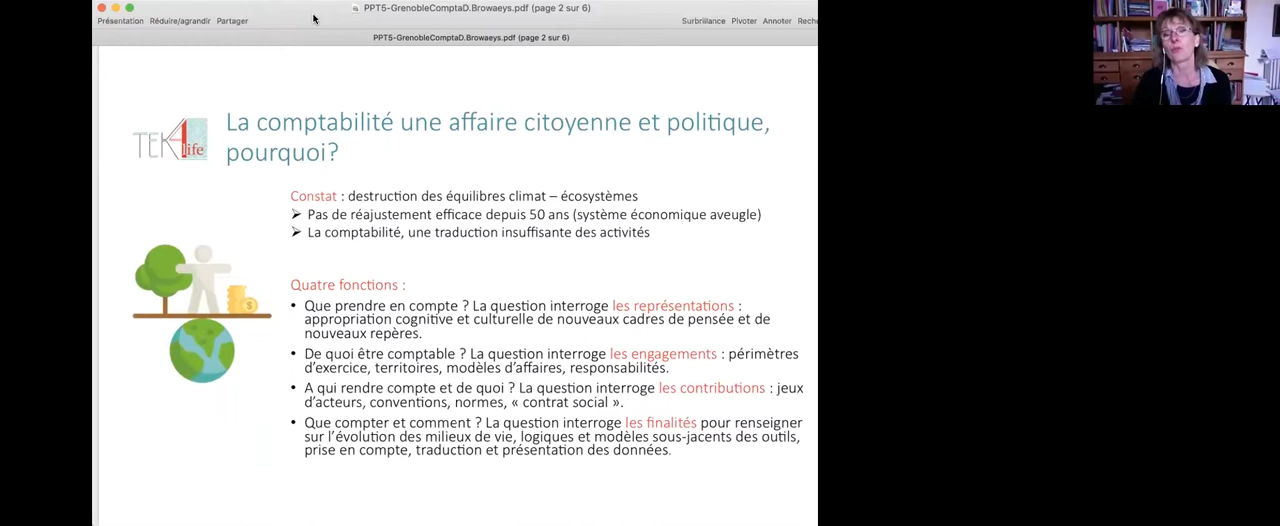 PPT5-GrenobleComptaD.Browaeys.pdf (page 2 sur 6)
Présentation Réduire/agrandir Partager Surbrillance Pivoter Annoter Reche
PPT5-GrenobleComptaD.Browaeys.pdf (page 2 sur 6)
TEK4life
La comptabilité une affaire citoyenne et politique,
pourquoi?
Constat : destruction des équilibres climat – écosystèmes
➢ Pas de réajustement efficace depuis 50 ans (système économique aveugle)
➢ La comptabilité, une traduction insuffisante des activités
Quatre fonctions :
• Que prendre en compte ? La question interroge les représentations :
appropriation cognitive et culturelle de nouveaux cadres de pensée et de
nouveaux repères.
• De quoi être comptable ? La question interroge les engagements : périmètres
d’exercice, territoires, modèles d’affaires, responsabilités.
• A qui rendre compte et de quoi ? La question interroge les contributions : jeux
d’acteurs, conventions, normes, « contrat social ».
• Que compter et comment ? La question interroge les finalités pour renseigner
sur l’évolution des milieux de vie, logiques et modèles sous-jacents des outils,
prise en compte, traduction et présentation des données.